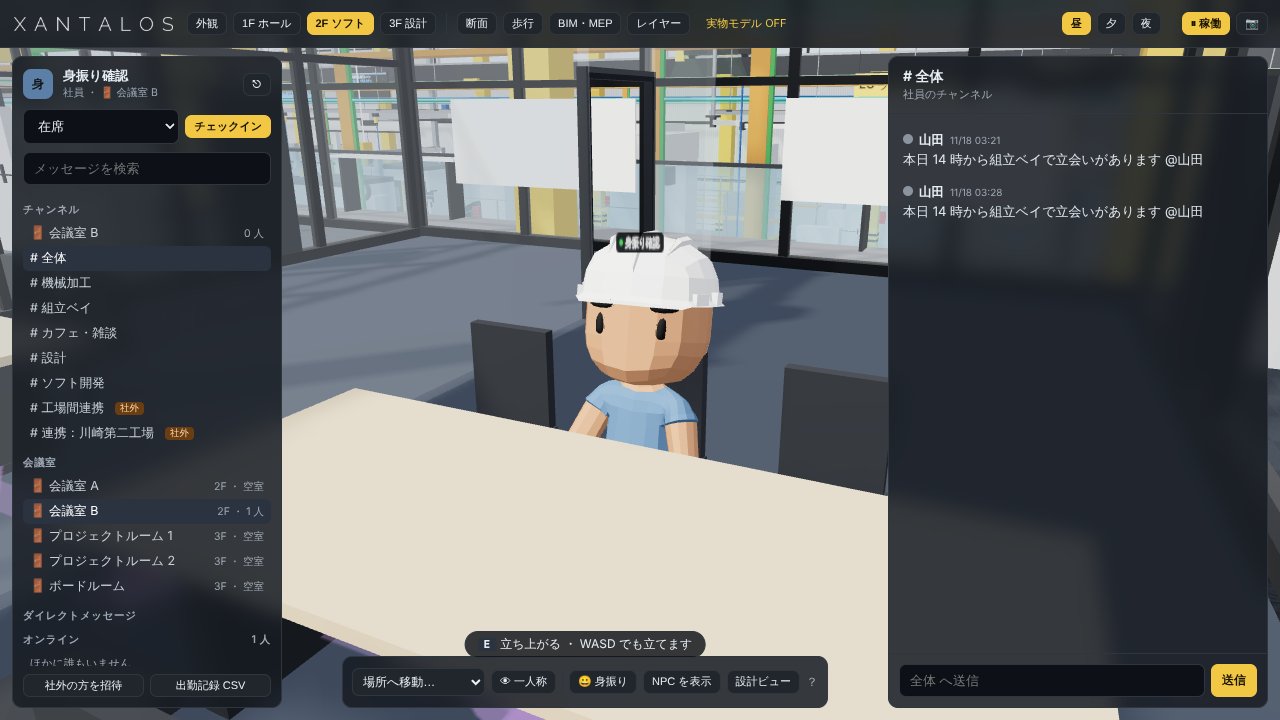 XANTALOS 外観 1F ホール 2F ソフト 3F 設計 断面 歩行 BIM・MEP レイヤー 実物モデル OFF 昼 夕 夜 稼働
身 身振り確認
社員 ・ 会議室 B
在席 チェックイン
メッセージを検索
チャンネル
会議室 B 0 人
# 全体
# 機械加工
# 組立ベイ
# カフェ・雑談
# 設計
# ソフト開発
# 工場間連携 社外
# 連携：川崎第二工場 社外
会議室
会議室 A 2F ・ 空室
会議室 B 2F ・ 1 人
プロジェクトルーム 1 3F ・ 空室
プロジェクトルーム 2 3F ・ 空室
ボードルーム 3F ・ 空室
ダイレクトメッセージ
オンライン 1 人
ほかに誰もいません
社外の方を招待 出勤記録 CSV
身振り確認
E 立ち上がる ・ WASD でも立てます
場所へ移動… 一人称 身振り NPC を表示 設計ビュー ?
# 全体
社員のチャンネル
山田 11/18 03:21
本日 14 時から組立ベイで立会いがあります @山田
山田 11/18 03:28
本日 14 時から組立ベイで立会いがあります @山田
全体 へ送信 送信